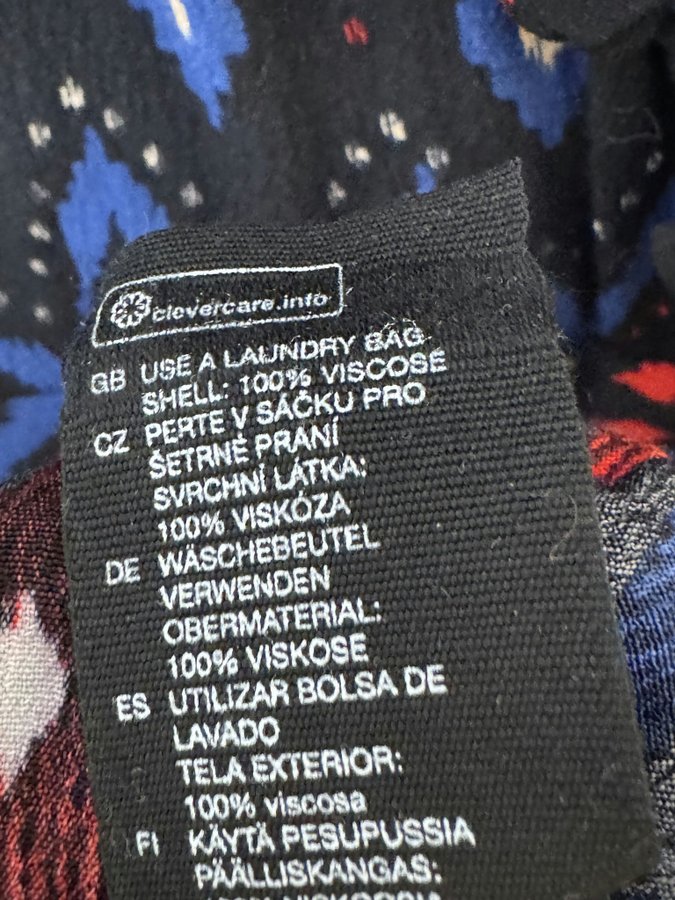 clevercare.info
GB USE A LAUNDRY BAG
SHELL: 100% VISCOSE
CZ PERTE V SÁČKU PRO
ŠETRNÉ PRANÍ
SVRCHNÍ LÁTKA:
100% VISKÓZA
DE WÄSCHEBEUTEL
VERWENDEN
OBERMATERIAL:
100% VISKOSE
ES UTILIZAR BOLSA DE
LAVADO
TELA EXTERIOR:
100% viscosa
FI KÄYTÄ PESUPUSSIA
PÄÄLLISKANGAS: